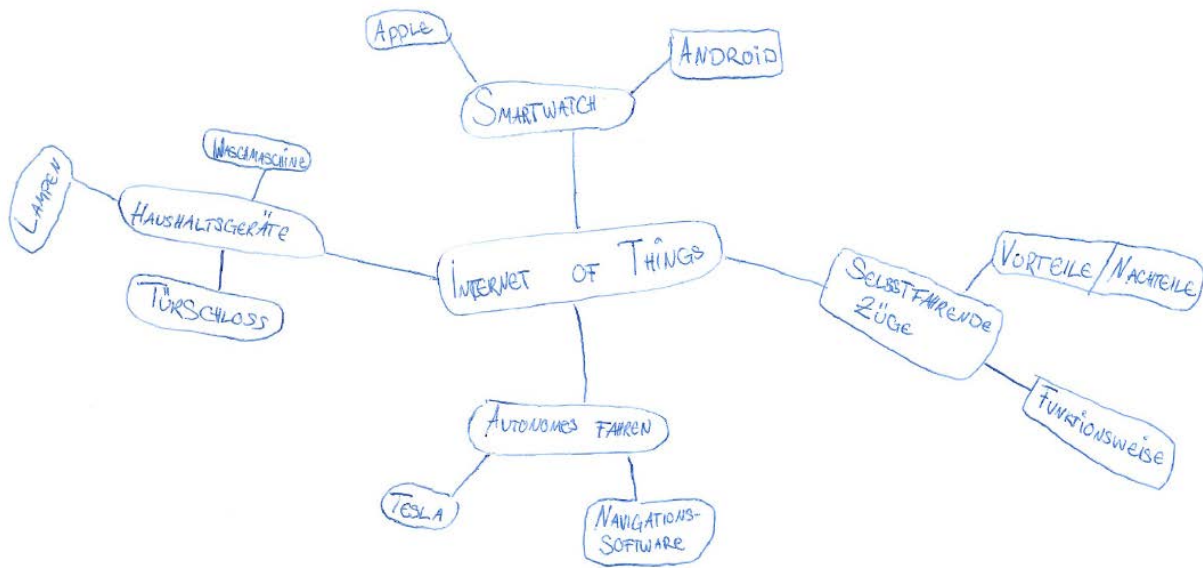 APPLE
ANDROID
SMARTWATCH
WASCHMASCHINE
LAMPEN
HAUSHALTSGERÄTE
TÜRSCHLOSS
INTERNET OF THINGS
VORTEILE/NACHTEILE
SELBSTFAHRENDE
ZÜGE
FUNKTIONSWEISE
AUTONOMES FAHREN
TESLA
NAVIGATIONS-
SOFTWARE